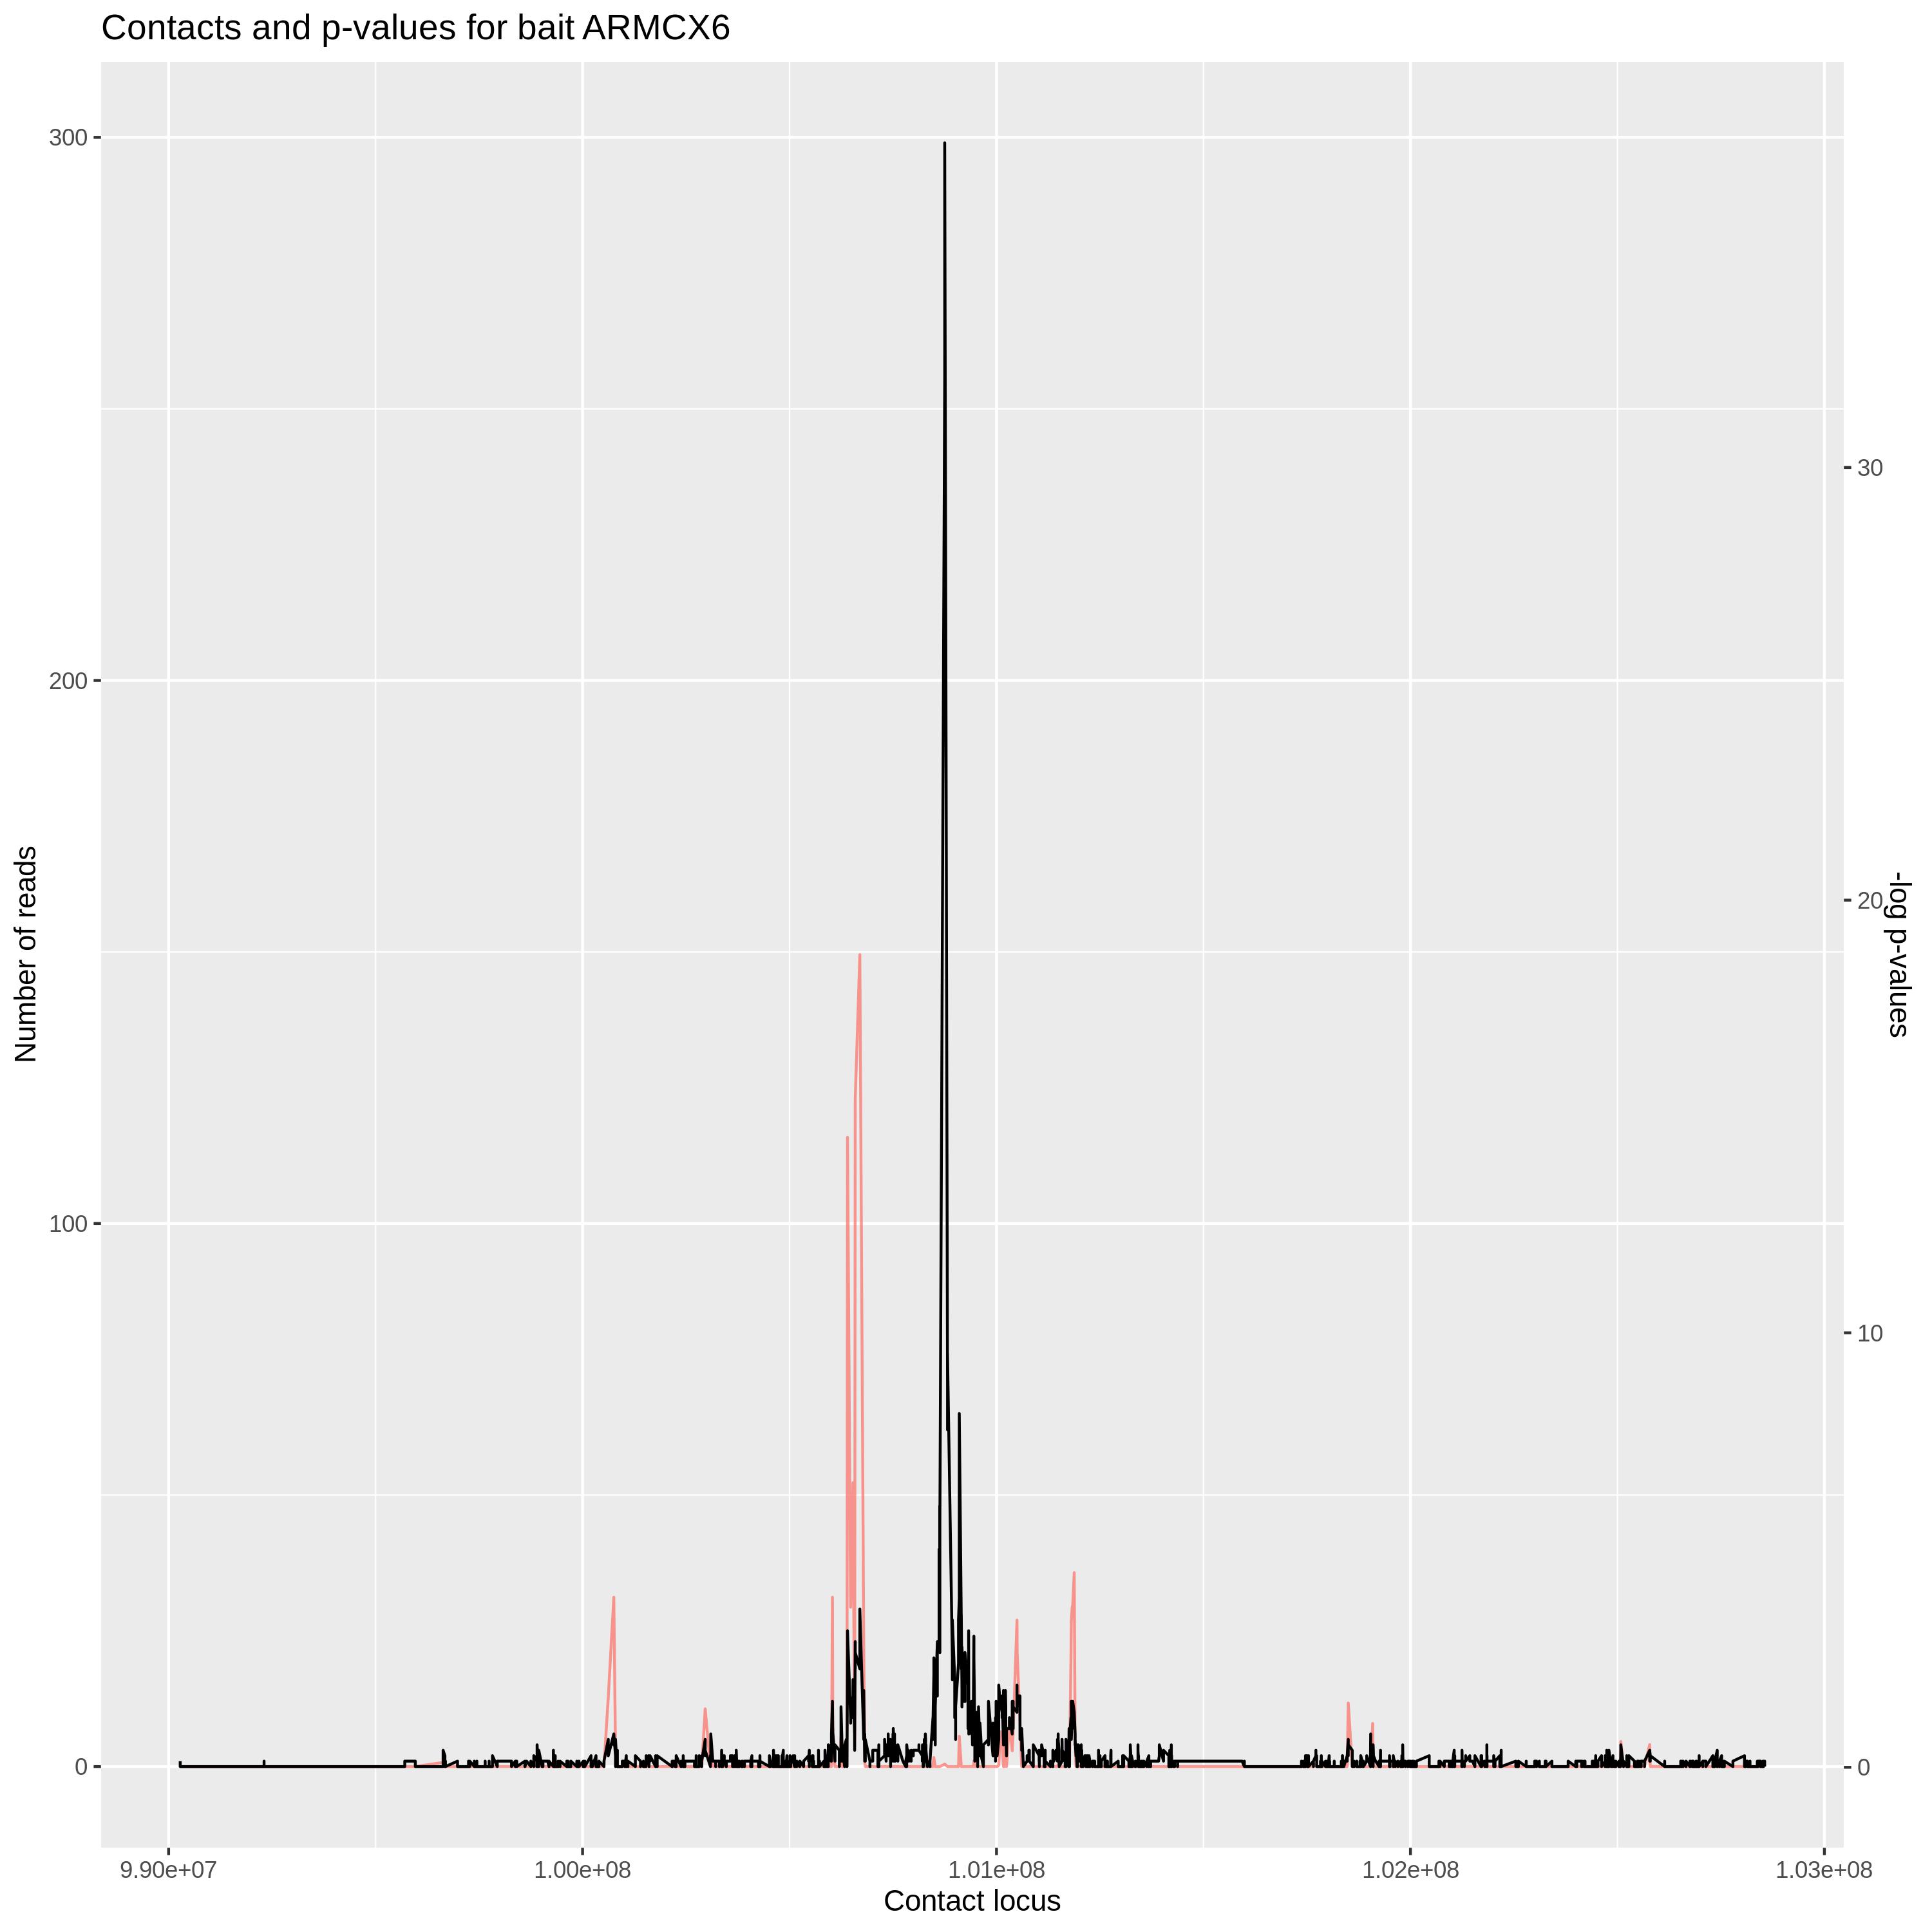 Contacts and p-values for bait ARMCX6
300
200
100
0
Number of reads
30
20
10
0
-log p-values
9.90e+07
1.00e+08
1.01e+08
1.02e+08
1.03e+08
Contact locus